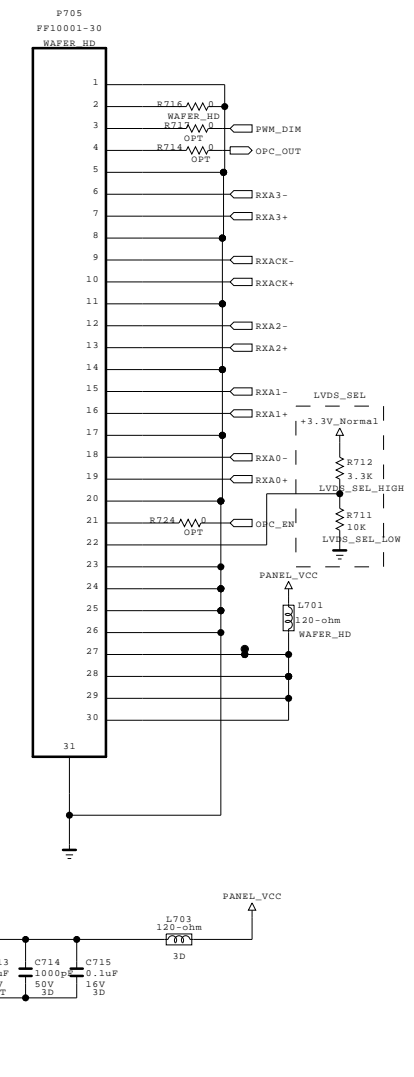 P705
FF10001-30
WAFER_HD
1
2 R716 0
WAFER_HD
3 R717 0 PWM_DIM
OPT
4 R714 0 OPC_OUT
OPT
5
6 RXA3-
7 RXA3+
8
9 RXACK-
10 RXACK+
11
12 RXA2-
13 RXA2+
14
15 RXA1-
16 RXA1+
17
18 RXA0-
19 RXA0+
20
21 R724 0 OPC_EN
OPT
22
23
24
25
26
27
28
29
30
31
LVDS_SEL
+3.3V_Normal
R712
3.3K
LVDS_SEL_HIGH
R711
10K
LVDS_SEL_LOW
PANEL_VCC
L701
120-ohm
WAFER_HD
PANEL_VCC
L703
120-ohm
3D
C714
1000pF
50V
3D
C715
0.1uF
16V
3D